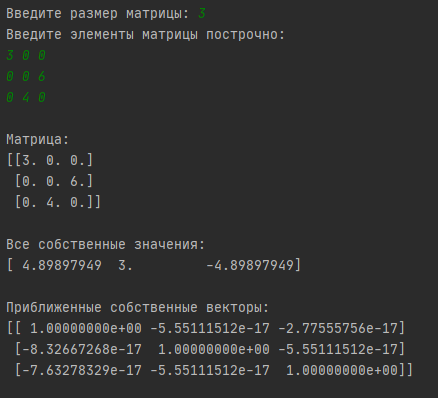 Введите размер матрицы: 3
Введите элементы матрицы построчно:
3 0 0
0 0 6
0 4 0
Матрица:
[[3. 0. 0.]
 [0. 0. 6.]
 [0. 4. 0.]]
Все собственные значения:
[ 4.89897949  3.         -4.89897949]
Приближенные собственные векторы:
[[ 1.00000000e+00 -5.55111512e-17 -2.77555756e-17]
 [-8.32667268e-17  1.00000000e+00 -5.55111512e-17]
 [-7.63278329e-17 -5.55111512e-17  1.00000000e+00]]